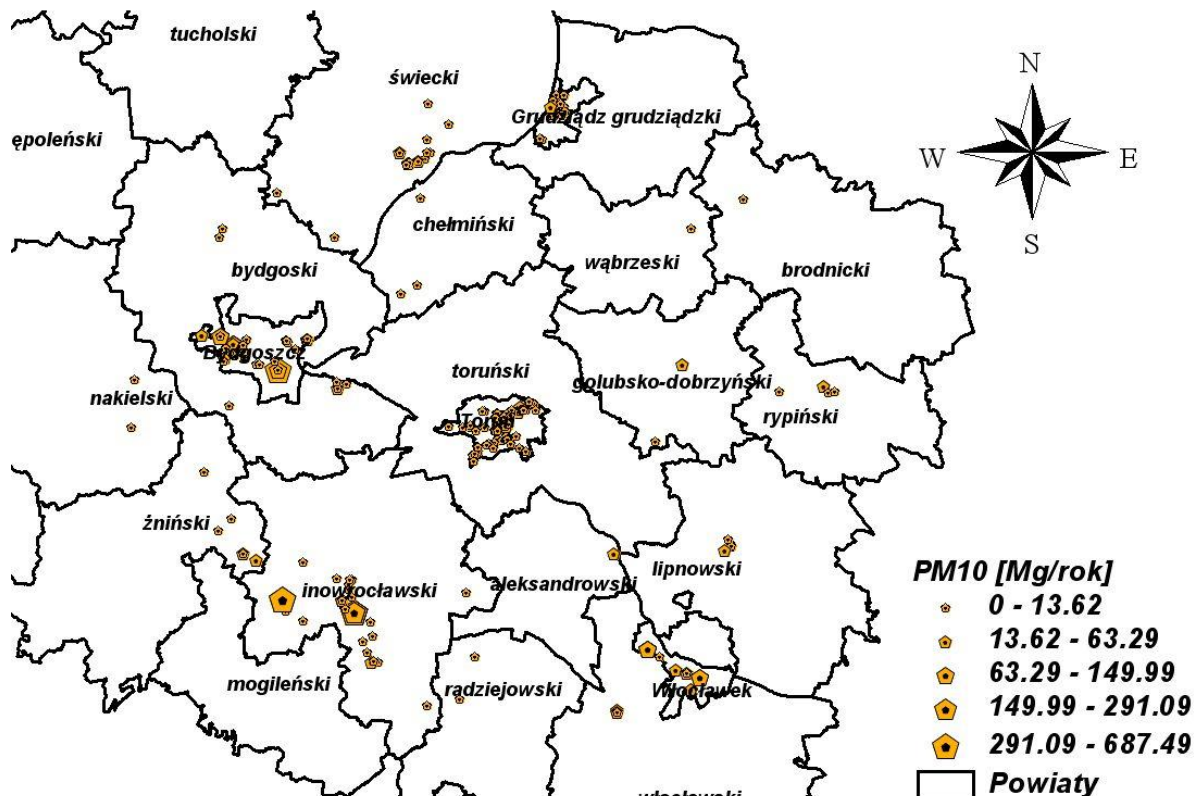 tucholski
świecki
N
Grudziądz grudziądzki
ępoleński
W
E
S
chełmiński
wąbrzeski
bydgoski
brodnicki
Bydgoszcz
toruński
golubsko-dobrzyński
nakielski
rypiński
Toruń
żniński
lipnowski
inowrocławski
aleksandrowski
mogileński
radziejowski
Włocławek
włocławski
PM10 [Mg/rok]
0 - 13.62
13.62 - 63.29
63.29 - 149.99
149.99 - 291.09
291.09 - 687.49
Powiaty